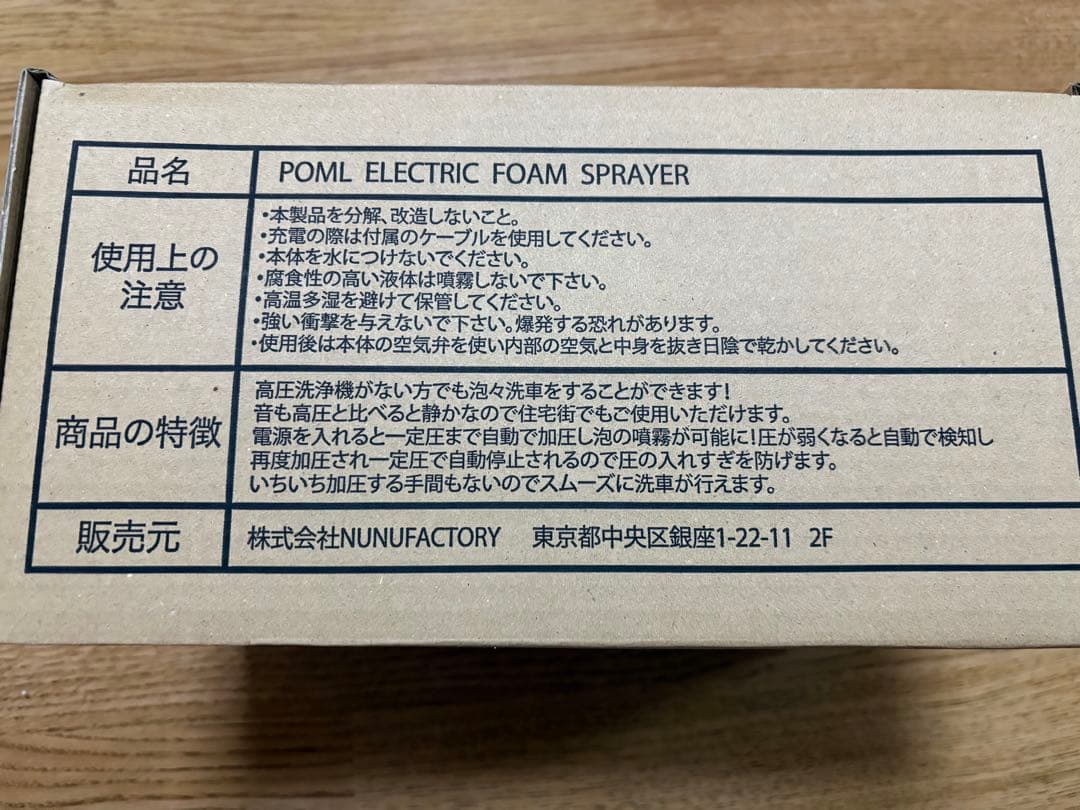 品名
POML ELECTRIC FOAM SPRAYER
使用上の
注意
・本製品を分解、改造しないこと。
・充電の際は付属のケーブルを使用してください。
・本体を水につけないでください。
・腐食性の高い液体は噴霧しないで下さい。
・高温多湿を避けて保管してください。
・強い衝撃を与えないで下さい。爆発する恐れがあります。
・使用後は本体の空気弁を使い内部の空気と中身を抜き日陰で乾かしてください。
商品の特徴
高圧洗浄機がない方でも泡々洗車をすることができます！
音も高圧と比べると静かなので住宅街でもご使用いただけます。
電源を入れると一定圧まで自動で加圧し泡の噴霧が可能に！圧が弱くなると自動で検知し
再度加圧され一定圧で自動停止されるので圧の入れすぎを防げます。
いちいち加圧する手間もないのでスムーズに洗車が行えます。
販売元
株式会社NUNUFACTORY 東京都中央区銀座1-22-11 2F